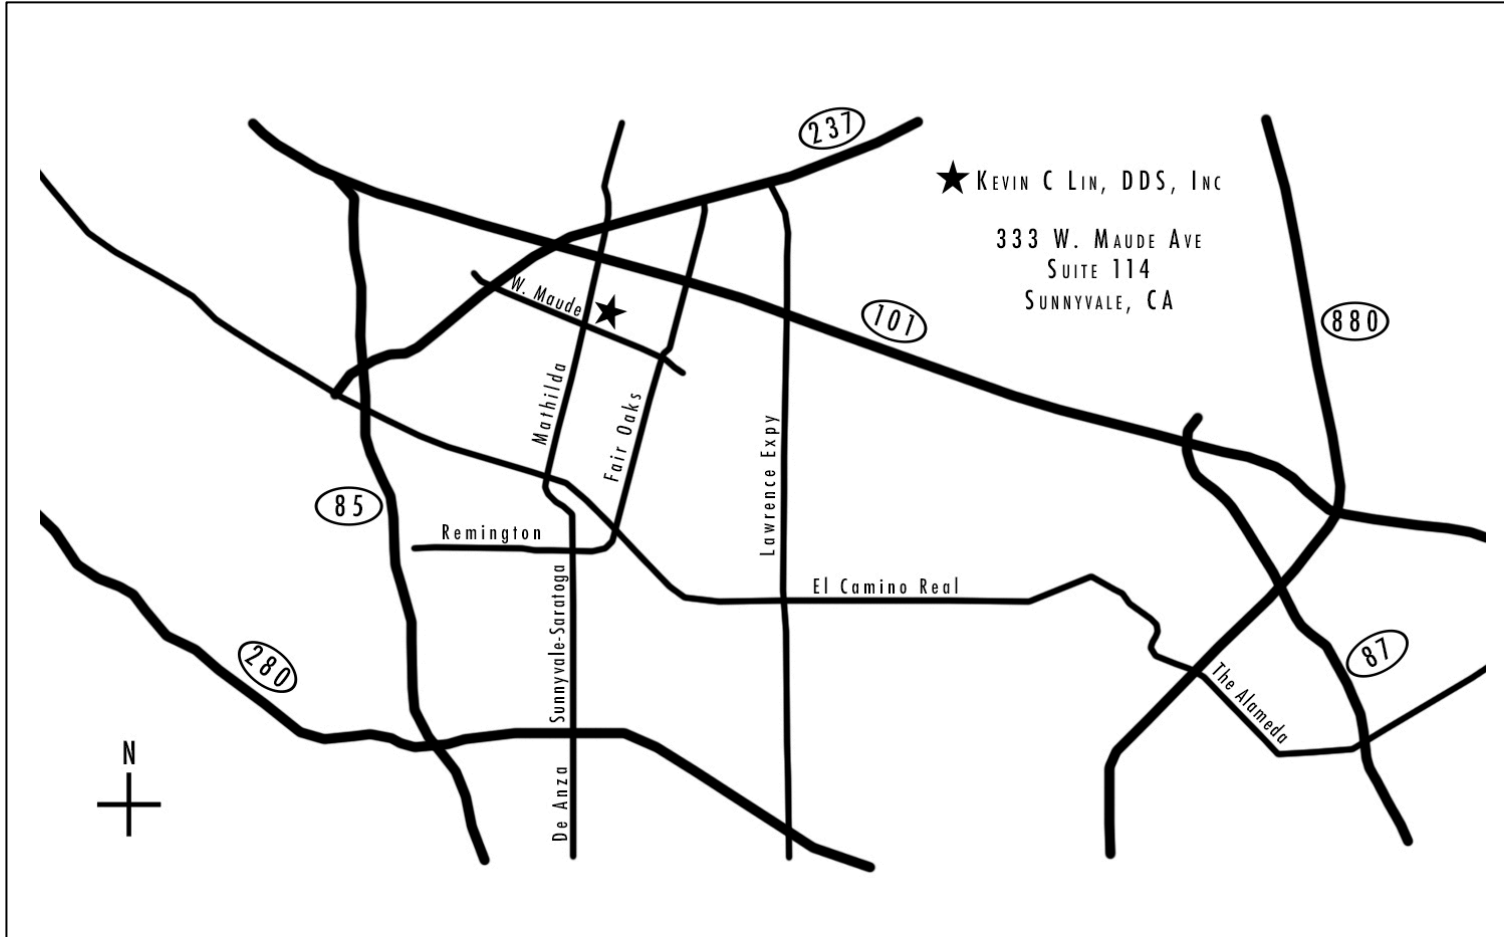 237
★ Kevin C Lin, DDS, Inc
333 W. Maude Ave
Suite 114
Sunnyvale, CA
W. Maude
101
880
Mathilda
Fair Oaks
Lawrence Expy
85
Remington
El Camino Real
Sunnyvale-Saratoga
280
87
The Alameda
N
De Anza